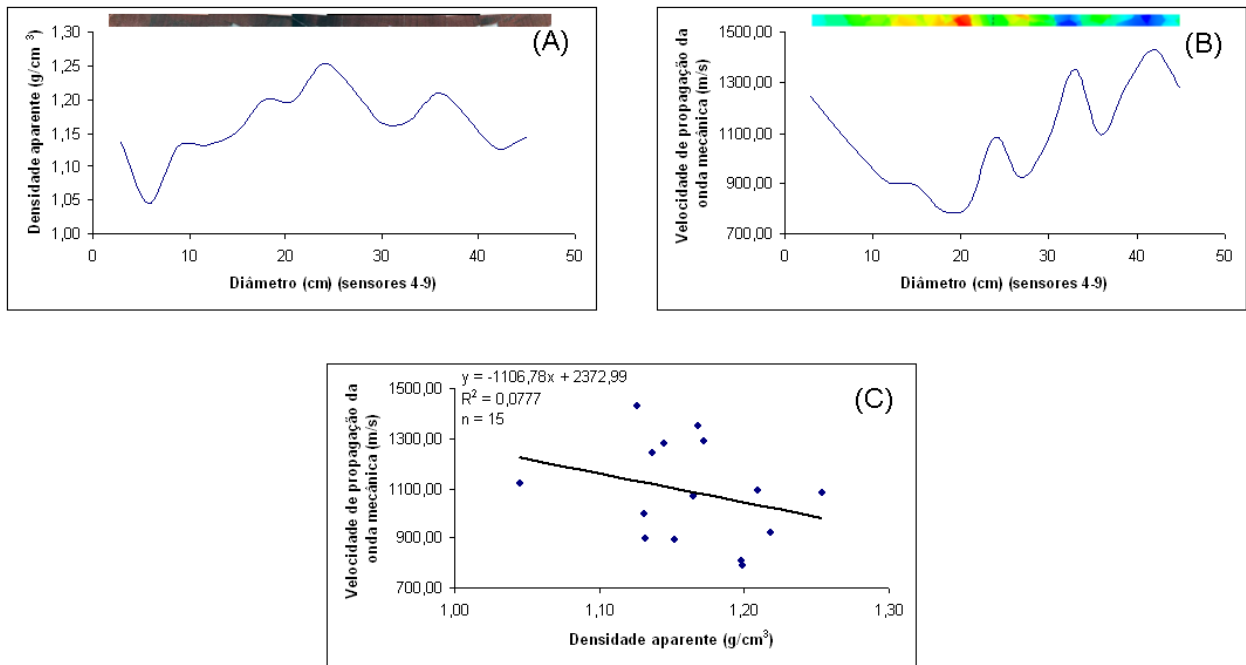 (A)
Densidade aparente (g/cm³)
1,30
1,25
1,20
1,15
1,10
1,05
1,00
0
10
20
30
40
50
Diâmetro (cm) (sensores 4-9)
(B)
Velocidade de propagação da
onda mecânica (m/s)
1500,00
1300,00
1100,00
900,00
700,00
0
10
20
30
40
50
Diâmetro (cm) (sensores 4-9)
y = -1106,78x + 2372,99
R² = 0,0777
n = 15
(C)
Velocidade de propagação da
onda mecânica (m/s)
1500,00
1300,00
1100,00
900,00
700,00
1,00
1,10
1,20
1,30
Densidade aparente (g/cm³)